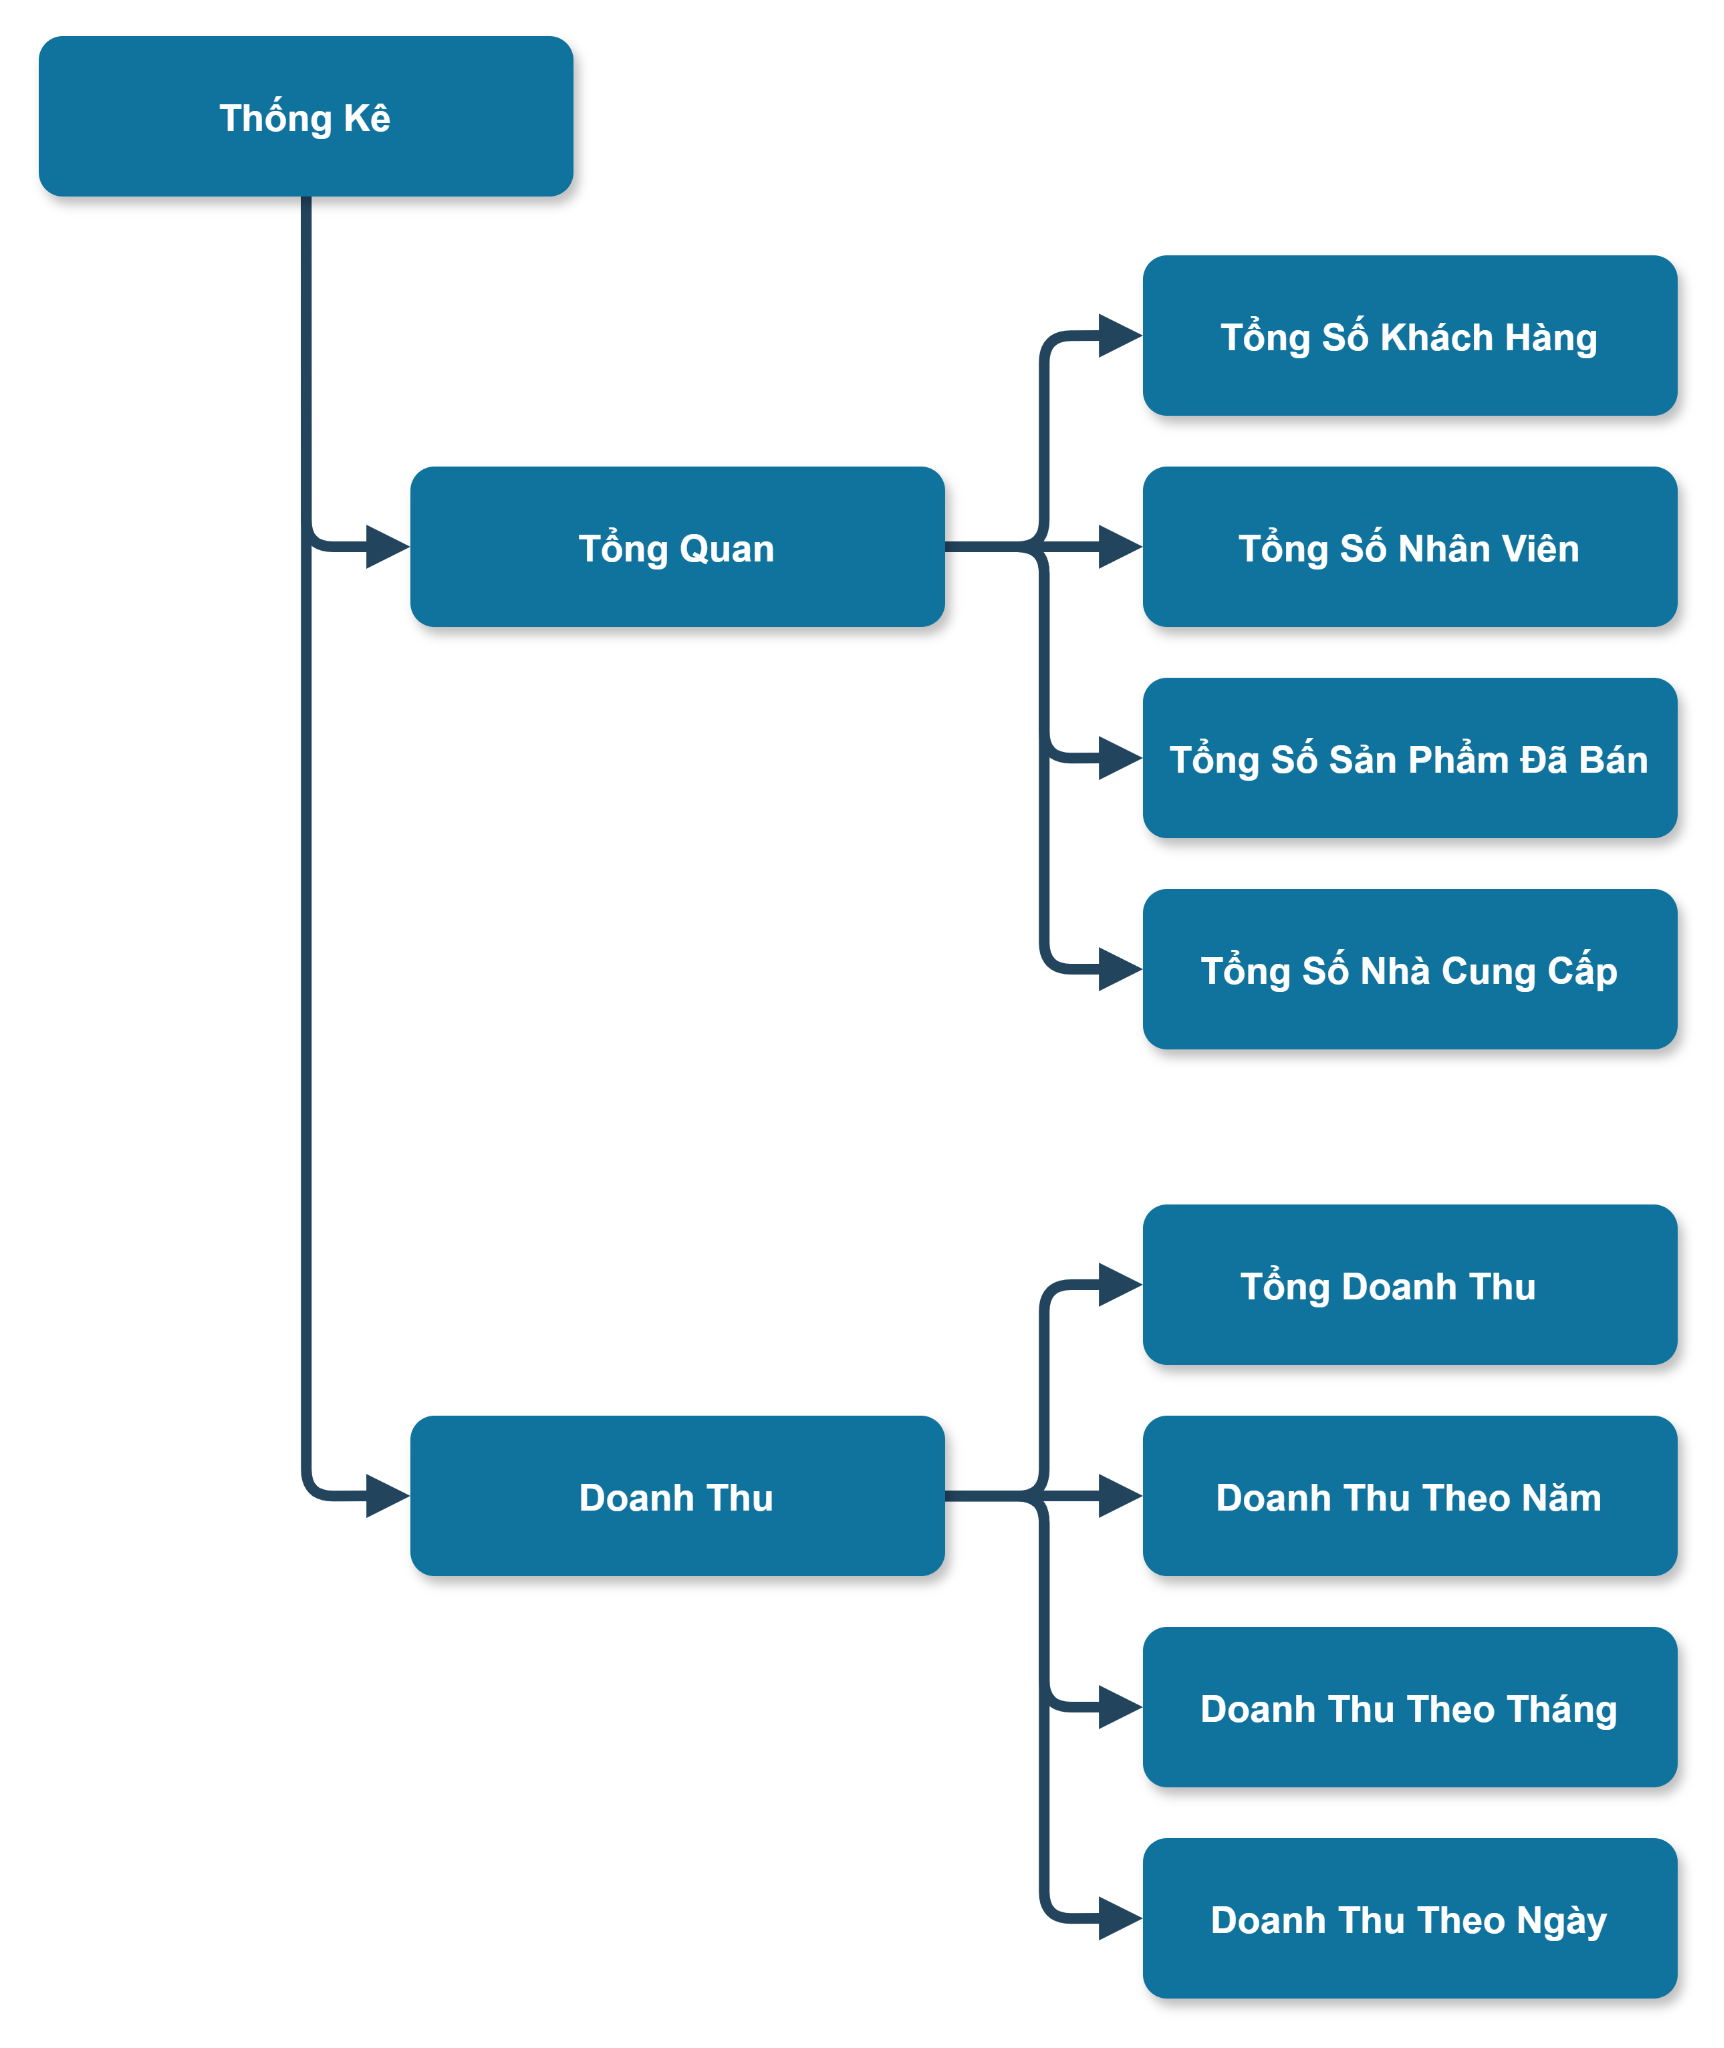 Thống Kê
Tổng Quan
Tổng Số Khách Hàng
Tổng Số Nhân Viên
Tổng Số Sản Phẩm Đã Bán
Tổng Số Nhà Cung Cấp
Doanh Thu
Tổng Doanh Thu
Doanh Thu Theo Năm
Doanh Thu Theo Tháng
Doanh Thu Theo Ngày